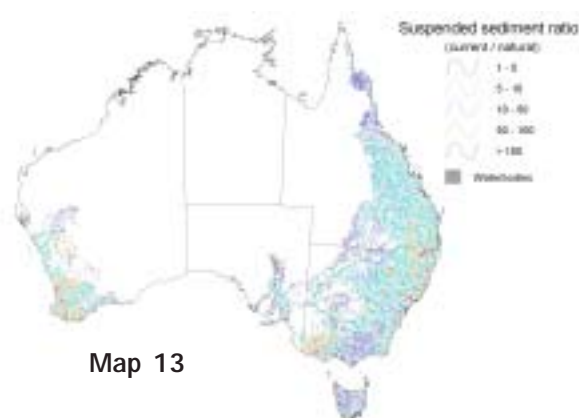 Suspended sediment ratio
(current / natural)
1 - 5
5 - 10
10 - 50
50 - 100
> 100
Waterbodies
Map 13